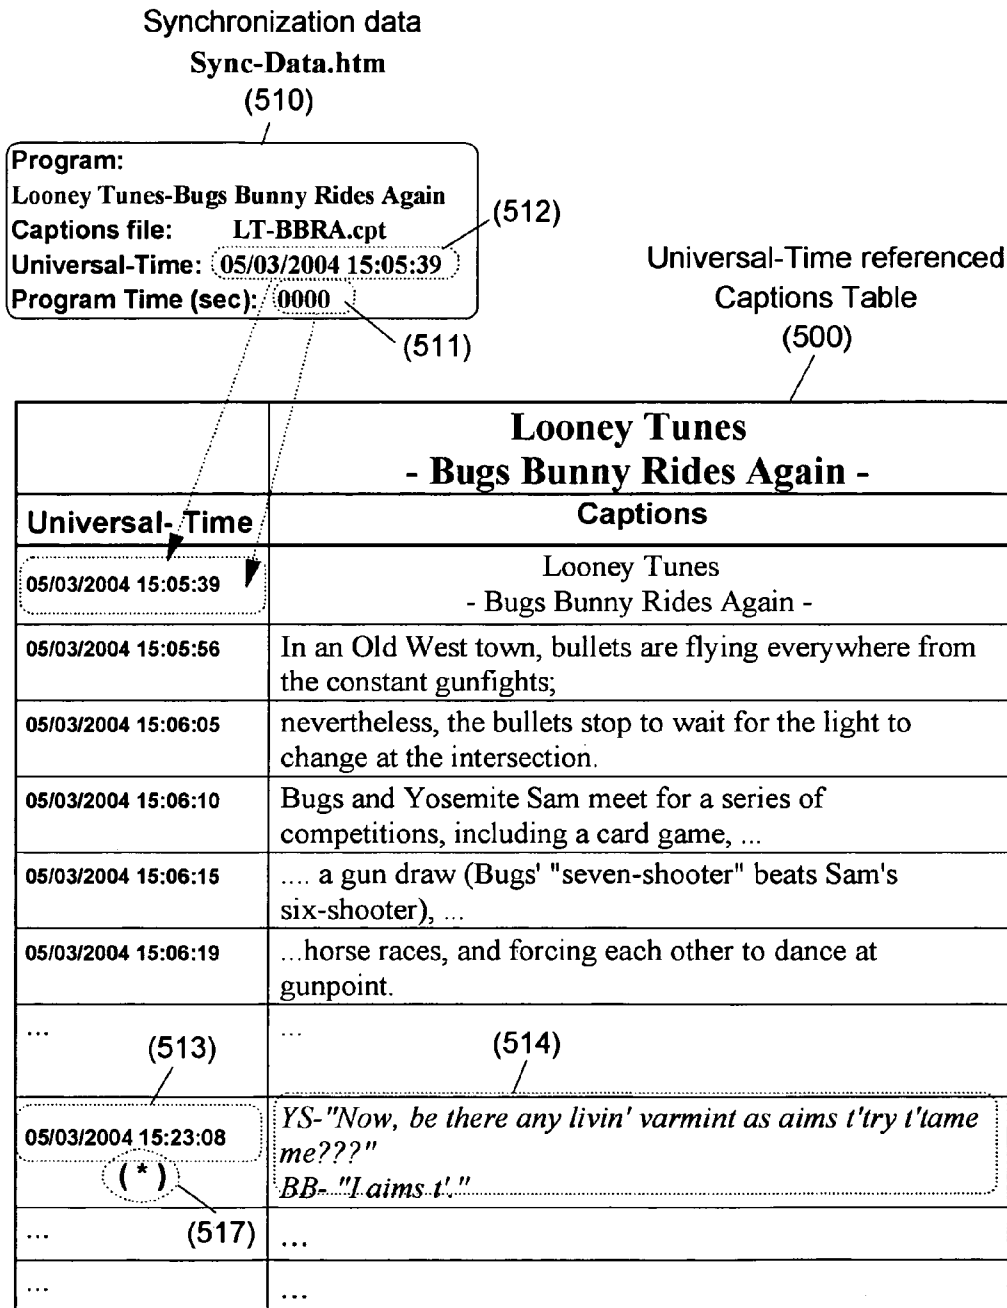 Synchronization data
Sync-Data.htm
(510)
Program:
Looney Tunes-Bugs Bunny Rides Again
Captions file: LT-BBRA.cpt
Universal-Time: 05/03/2004 15:05:39
Program Time (sec): 0000
(512)
(511)
Universal-Time referenced
Captions Table
(500)
Looney Tunes
- Bugs Bunny Rides Again -
Universal- Time
Captions
05/03/2004 15:05:39
Looney Tunes
- Bugs Bunny Rides Again -
05/03/2004 15:05:56
In an Old West town, bullets are flying everywhere from
the constant gunfights;
05/03/2004 15:06:05
nevertheless, the bullets stop to wait for the light to
change at the intersection.
05/03/2004 15:06:10
Bugs and Yosemite Sam meet for a series of
competitions, including a card game, ...
05/03/2004 15:06:15
.... a gun draw (Bugs' "seven-shooter" beats Sam's
six-shooter), ...
05/03/2004 15:06:19
...horse races, and forcing each other to dance at
gunpoint.
...
...
(513)
(514)
05/03/2004 15:23:08
(*)
(517)
YS-"Now, be there any livin' varmint as aims t'try t'tame
me???"
BB- "I aims t'."
...
...
...
...